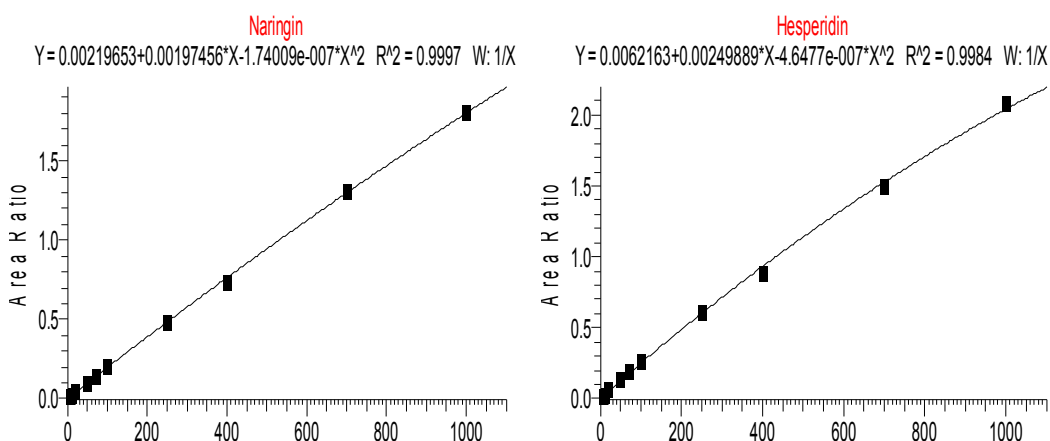 Naringin
Y = 0.00219653+0.00197456*X-1.74009e-007*X^2 R^2 = 0.9997 W: 1/X
Area Ratio
1.5
1.0
0.5
0.0
0 200 400 600 800 1000
Hesperidin
Y = 0.0062163+0.00249889*X-4.6477e-007*X^2 R^2 = 0.9984 W: 1/X
Area Ratio
2.0
1.5
1.0
0.5
0.0
0 200 400 600 800 1000